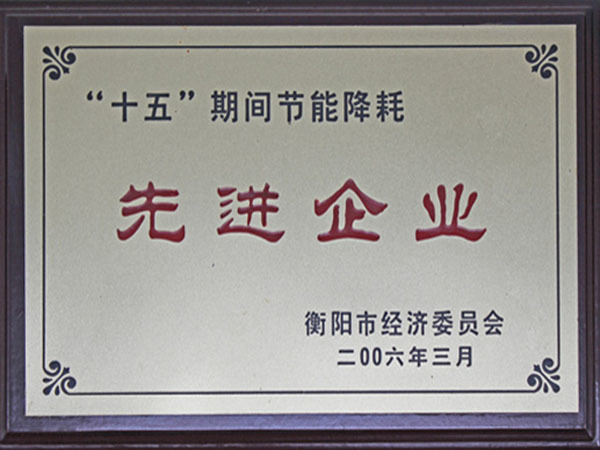 “十五”期间节能降耗
先进企业
衡阳市经济委员会
二00六年三月